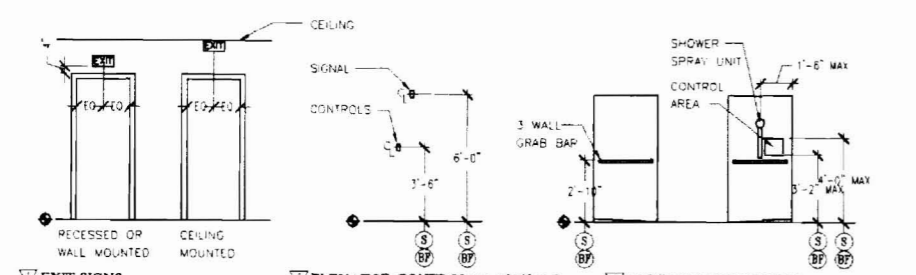 CEILING
EXIT
EXIT
EQ EQ
EQ EQ
RECESSED OR
WALL MOUNTED
CEILING
MOUNTED
EXIT SIGNS
SIGNAL
CONTROLS
C L
C L
6'-0"
3'-6"
S
BF
S
BF
SHOWER
SPRAY UNIT
CONTROL
AREA
1'-6" MAX
3 WALL
GRAB BAR
2'-10"
3'-2" MAX
4'-0" MAX
S
BF
S
BF
S
BF